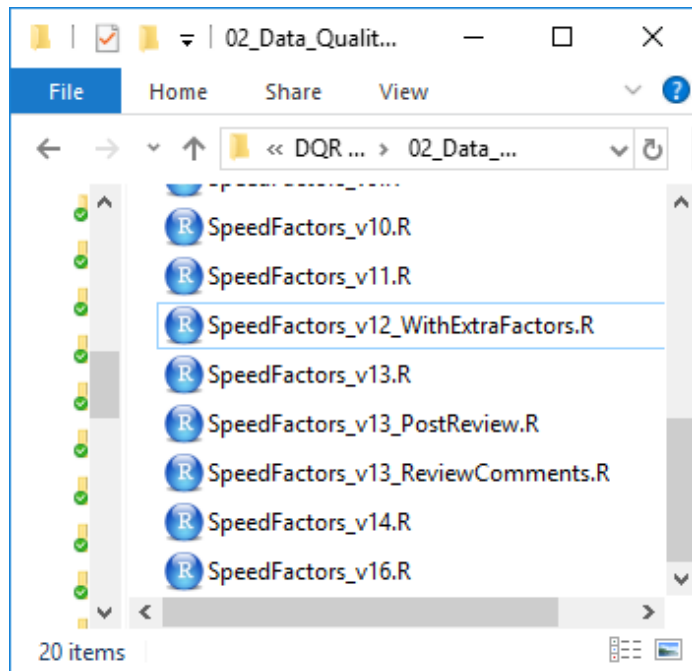 02_Data_Qualit...
File Home Share View
« DQR ... › 02_Data_...
SpeedFactors_v10.R
SpeedFactors_v11.R
SpeedFactors_v12_WithExtraFactors.R
SpeedFactors_v13.R
SpeedFactors_v13_PostReview.R
SpeedFactors_v13_ReviewComments.R
SpeedFactors_v14.R
SpeedFactors_v16.R
20 items